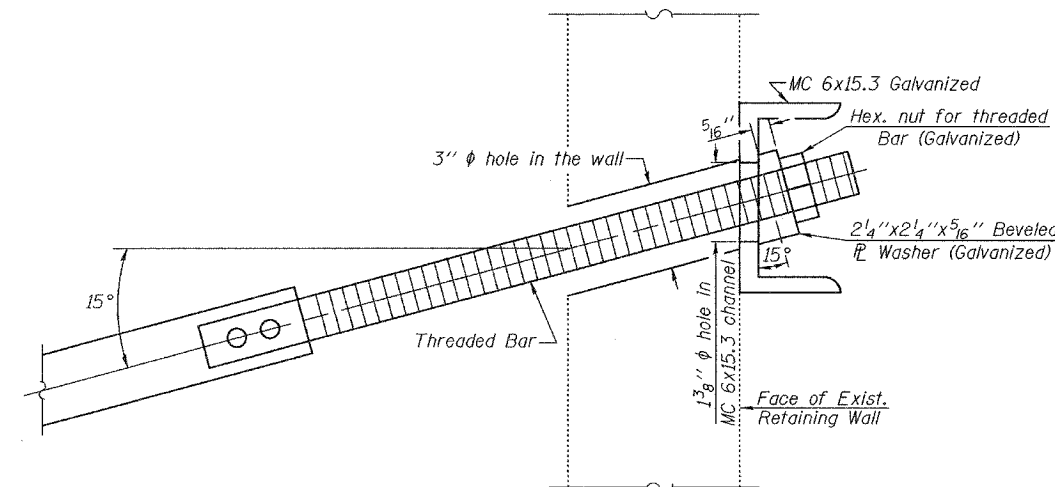 MC 6x15.3 Galvanized
5/16"
Hex. nut for threaded
Bar (Galvanized)
3" ϕ hole in the wall
2 1/4"x2 1/4"x5/16" Beveled
℄ Washer (Galvanized)
15°
15°
Threaded Bar
1 3/8" ϕ hole in
MC 6x15.3 channel
Face of Exist.
Retaining Wall